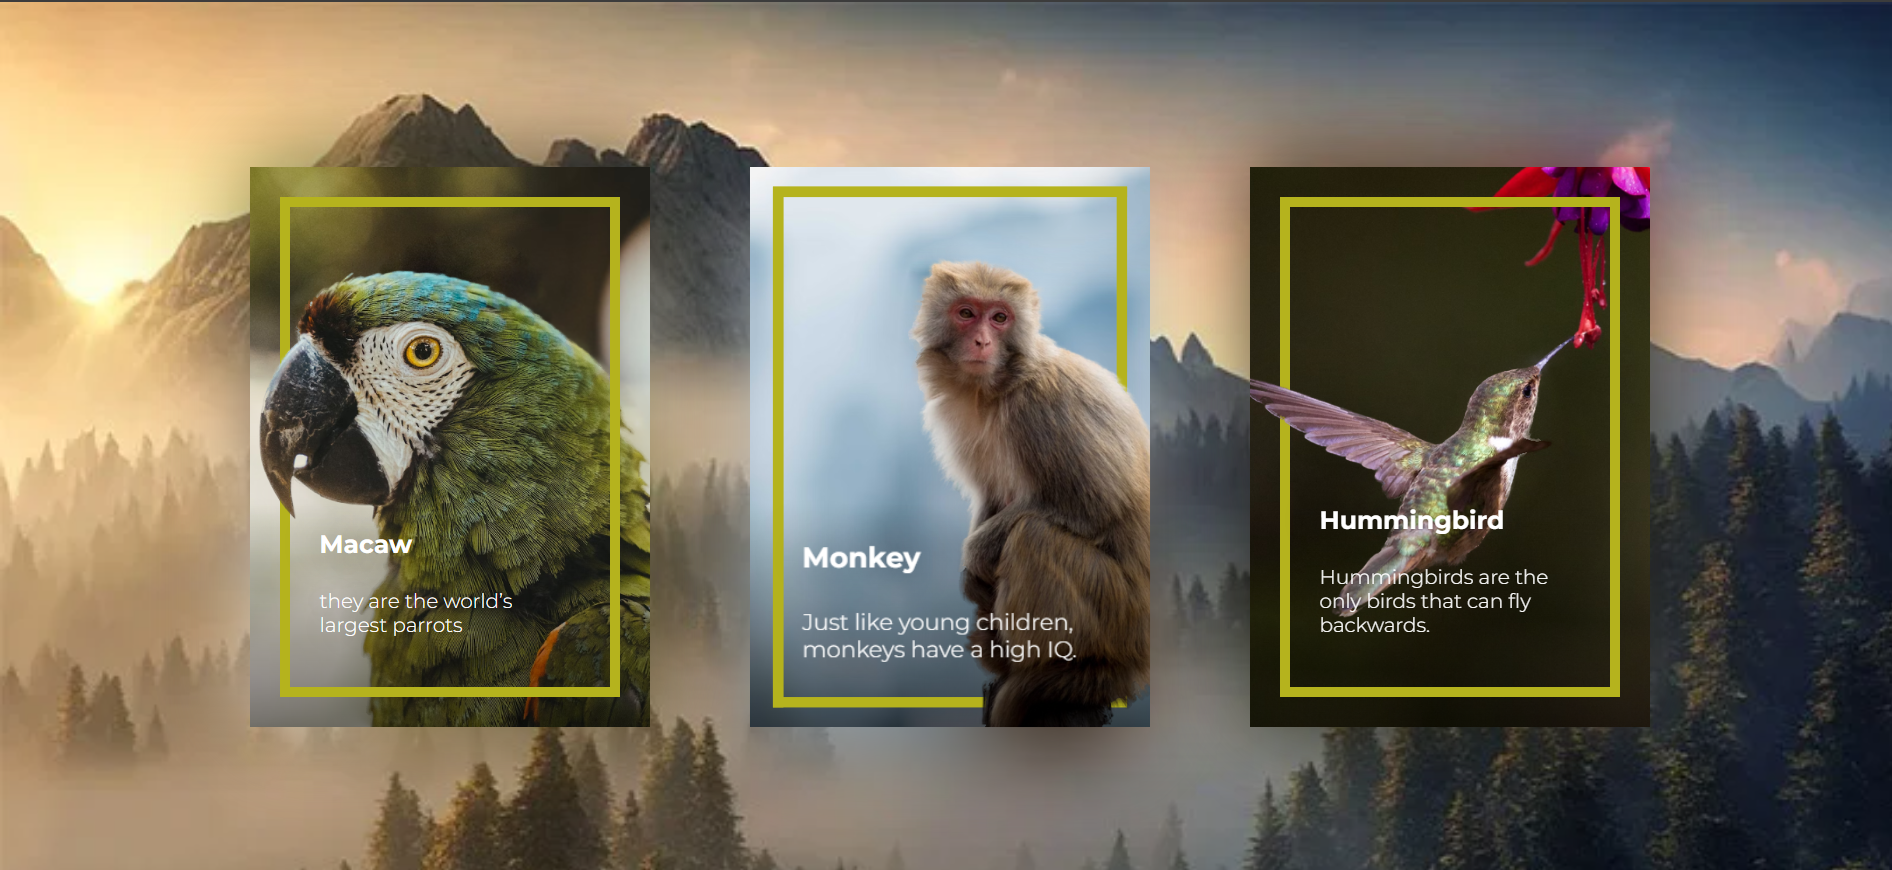 Macaw
they are the world's
largest parrots
Monkey
Just like young children,
monkeys have a high IQ.
Hummingbird
Hummingbirds are the
only birds that can fly
backwards.